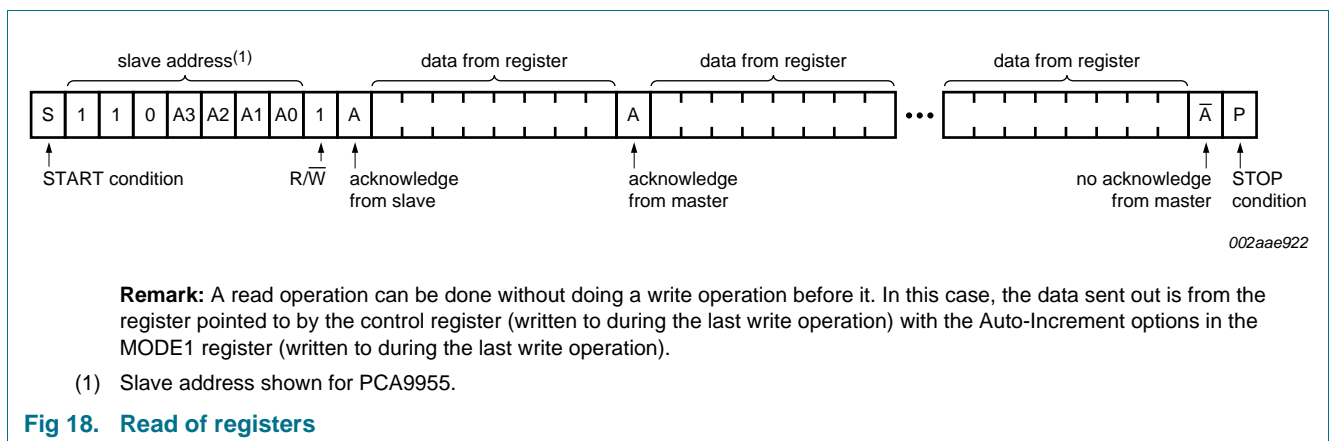 slave address(1) data from register data from register data from register
S 1 1 0 A3 A2 A1 A0 1 A A ••• A̅ P
START condition R/W̅ acknowledge from slave acknowledge from master no acknowledge from master STOP condition
002aae922
Remark: A read operation can be done without doing a write operation before it. In this case, the data sent out is from the
register pointed to by the control register (written to during the last write operation) with the Auto-Increment options in the
MODE1 register (written to during the last write operation).
(1) Slave address shown for PCA9955.
Fig 18. Read of registers